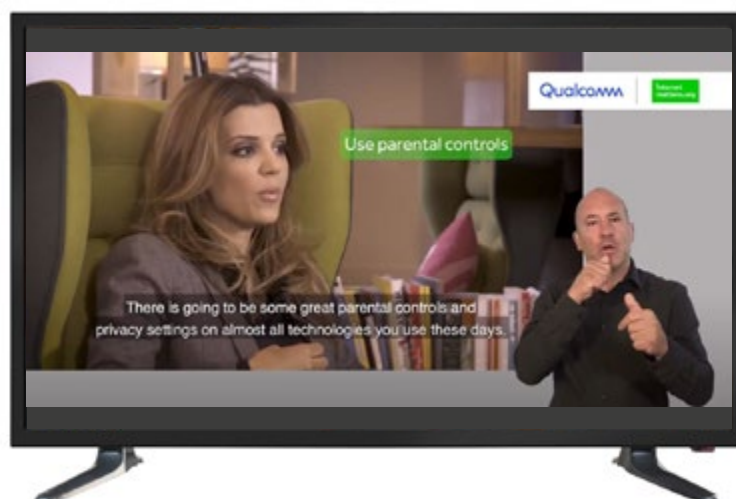 Qualcomm
internet
matters.org
Use parental controls
There is going to be some great parental controls and
privacy settings on almost all technologies you use these days.